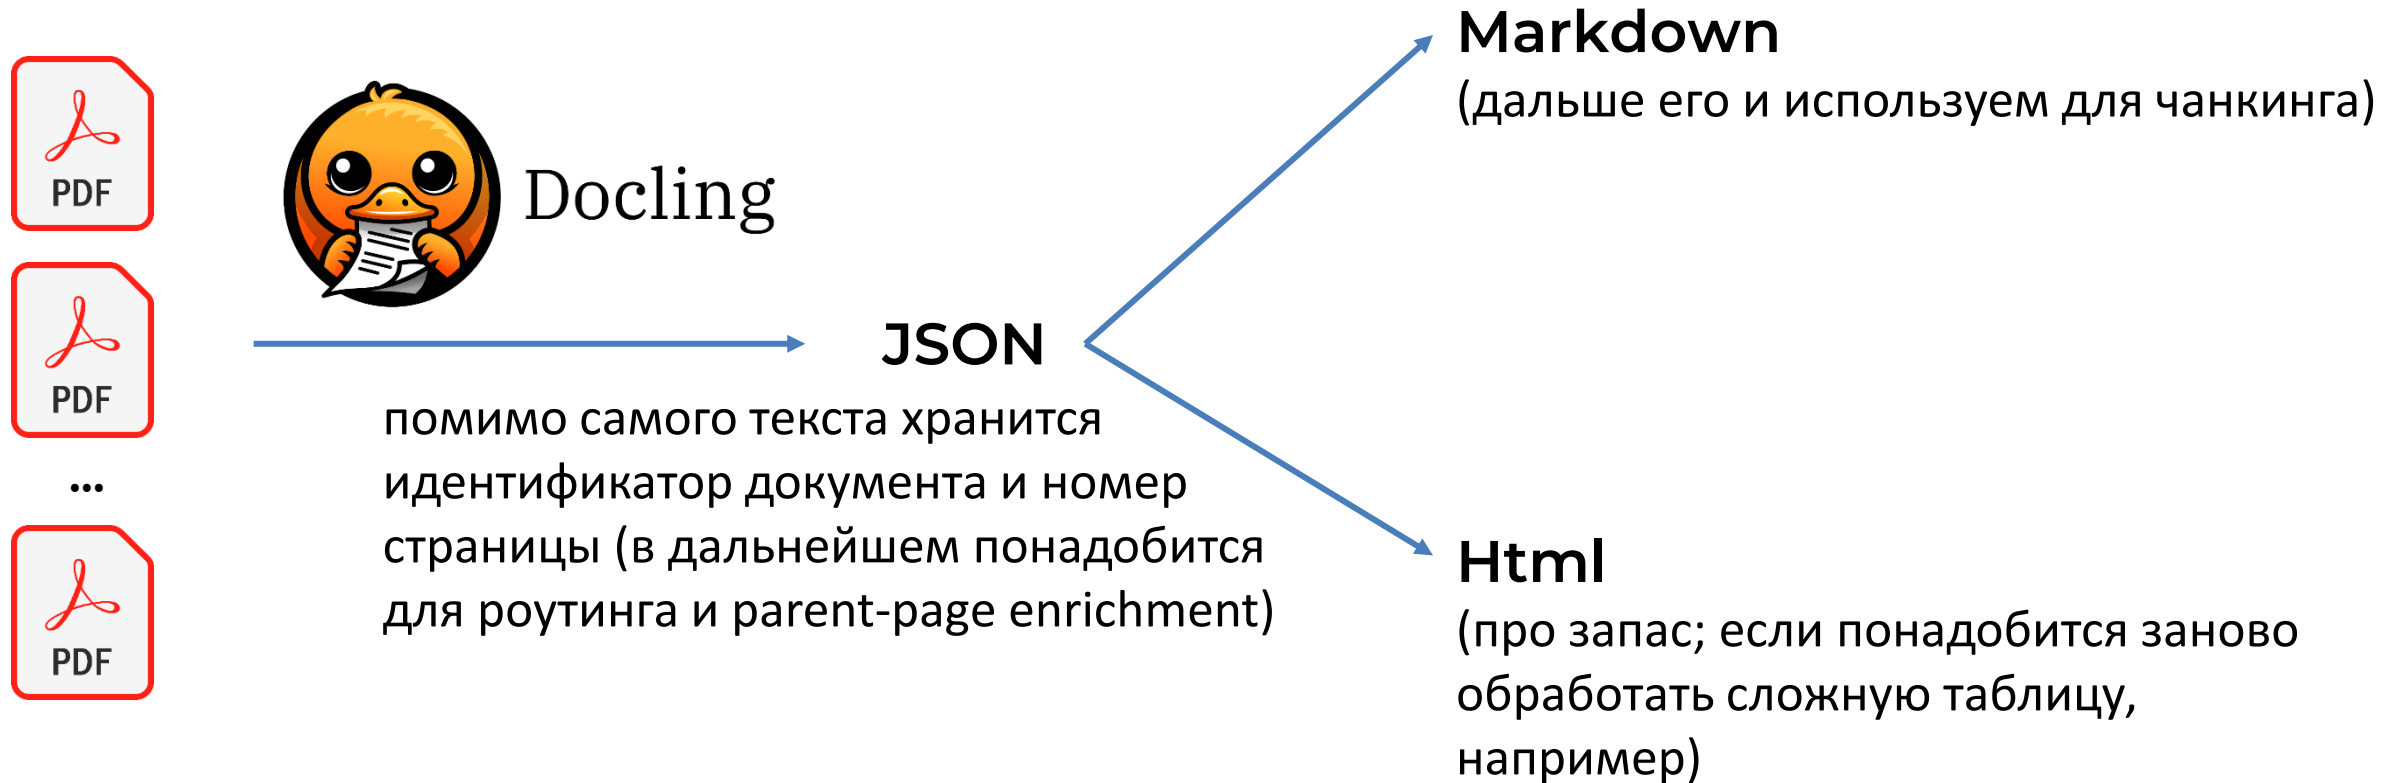 PDF
PDF
...
PDF
Docling
JSON
помимо самого текста хранится
идентификатор документа и номер
страницы (в дальнейшем понадобится
для роутинга и parent-page enrichment)
Markdown
(дальше его и используем для чанкинга)
Html
(про запас; если понадобится заново
обработать сложную таблицу,
например)